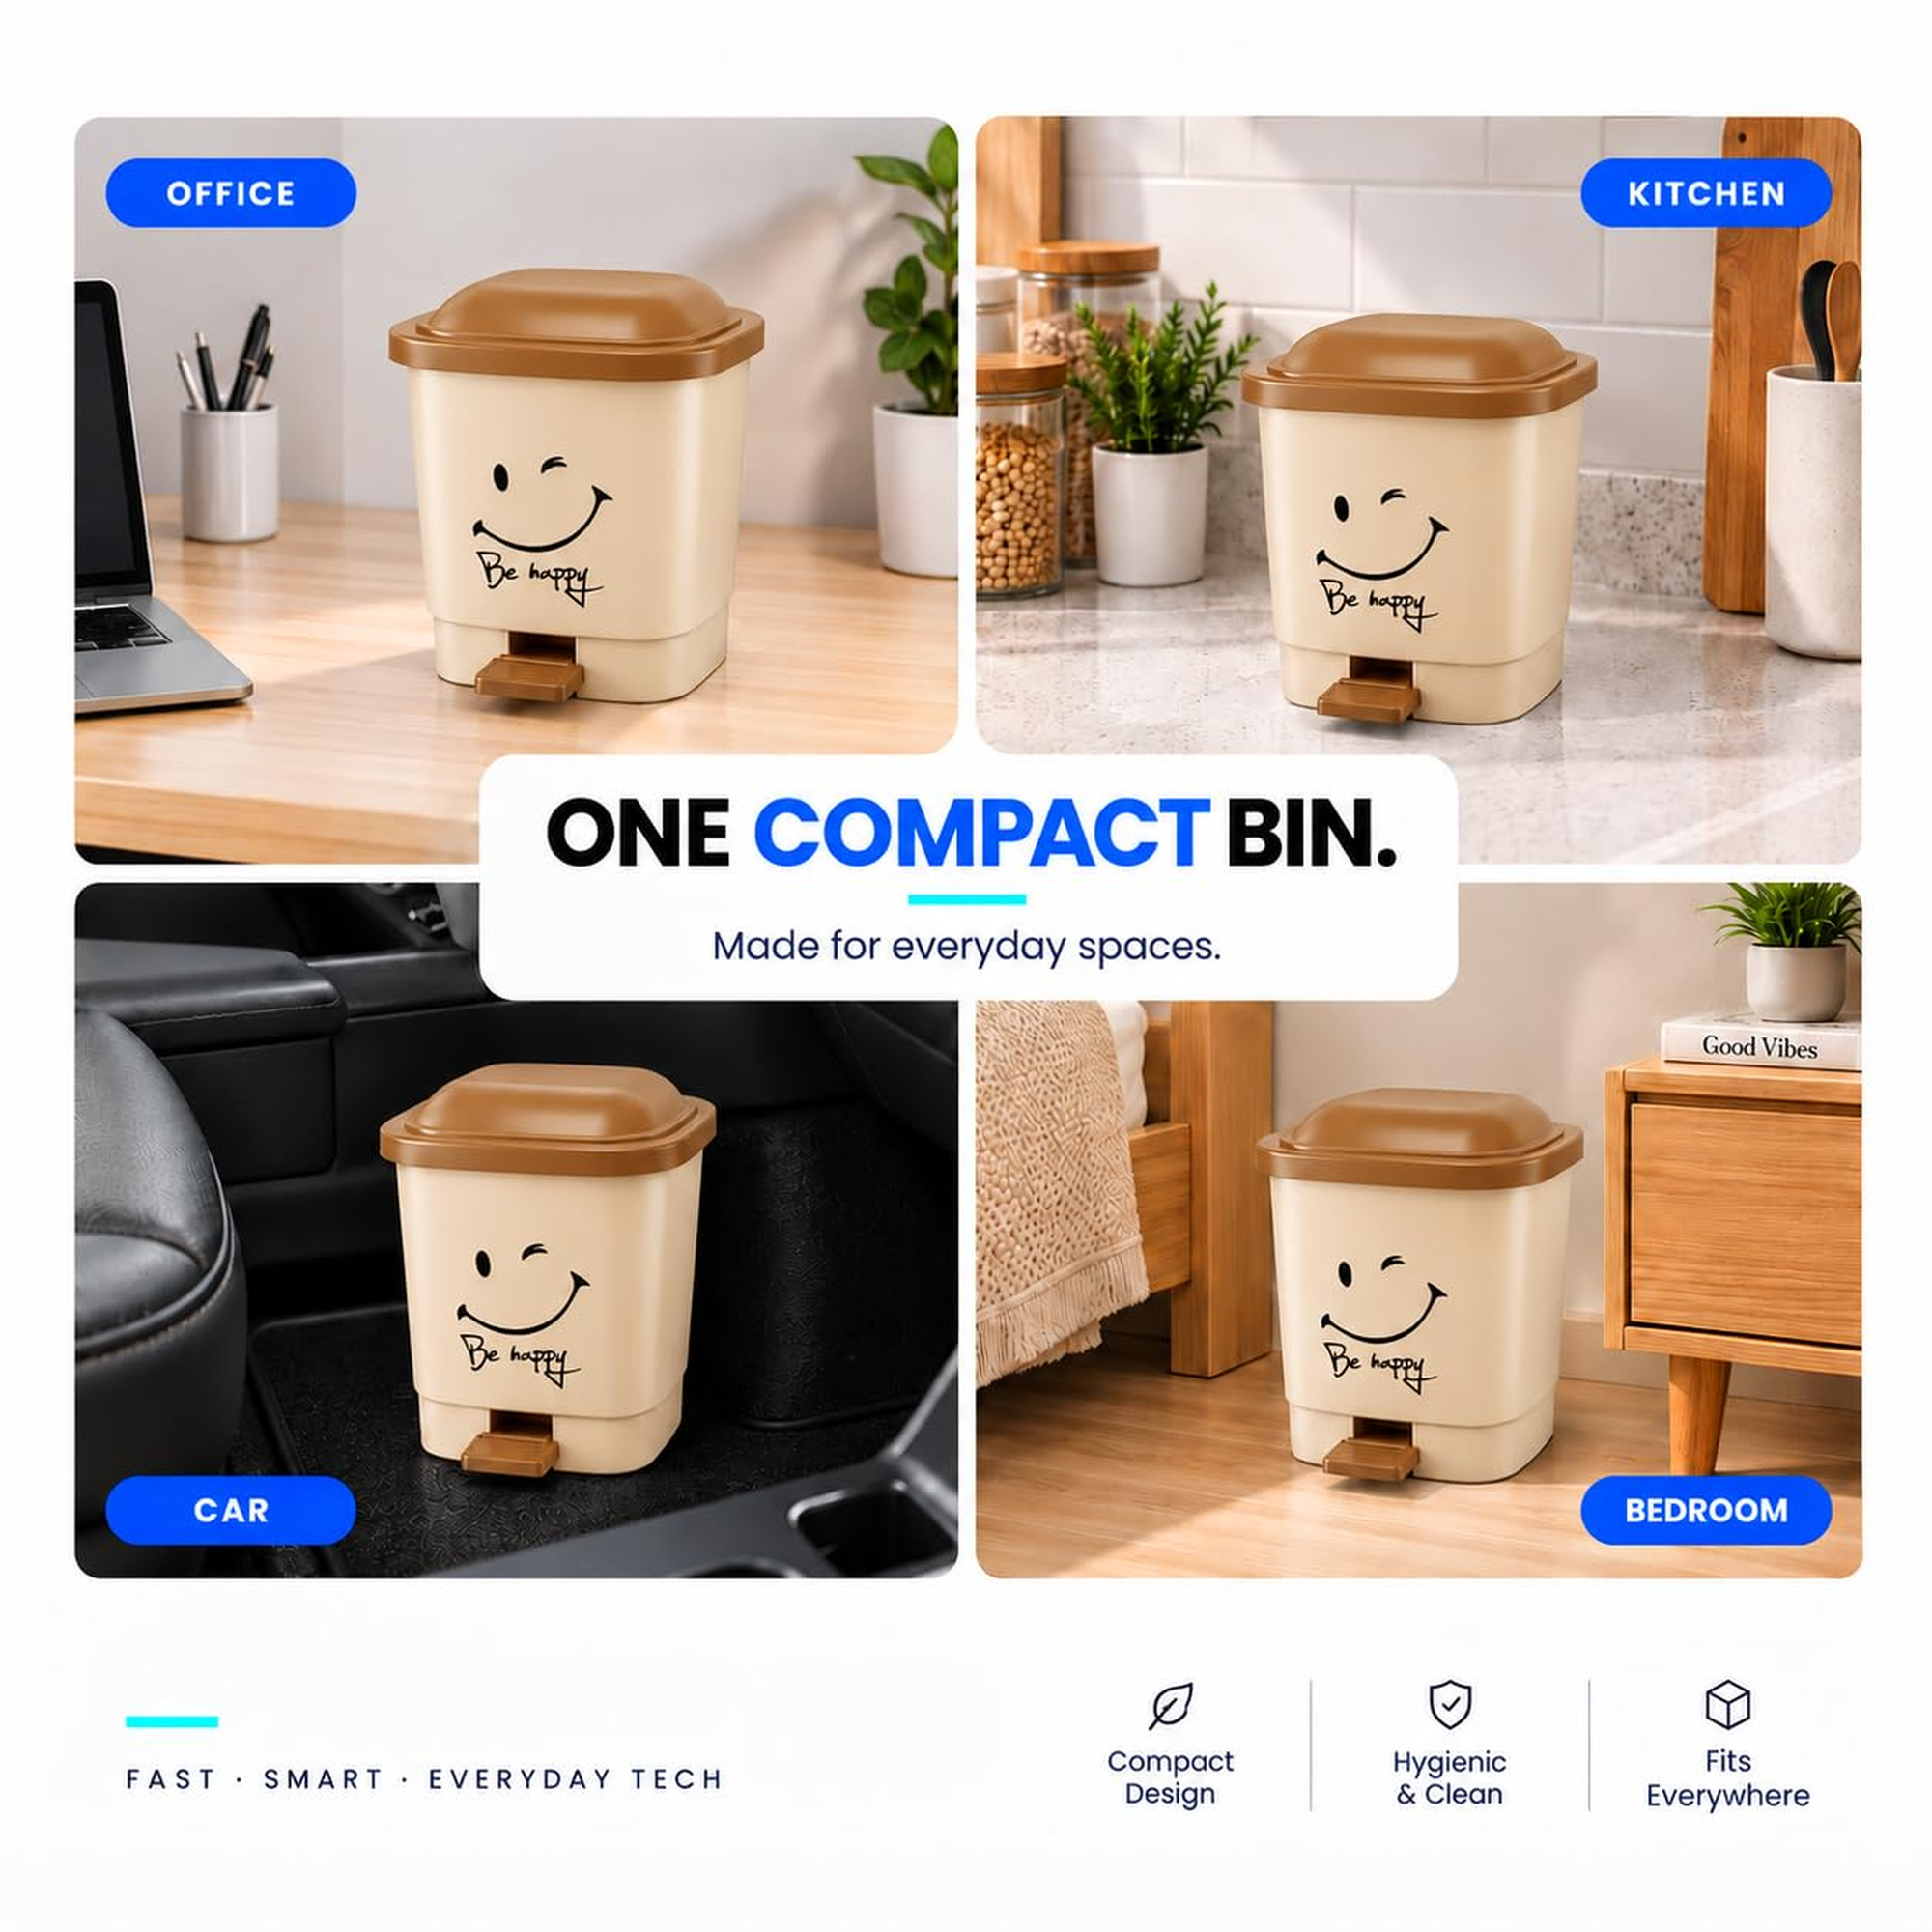 OFFICE
KITCHEN
Be happy
Be happy
ONE COMPACT BIN.
Made for everyday spaces.
Good Vibes
Be happy
Be happy
CAR
BEDROOM
FAST · SMART · EVERYDAY TECH
Compact
Design
Hygienic
& Clean
Fits
Everywhere